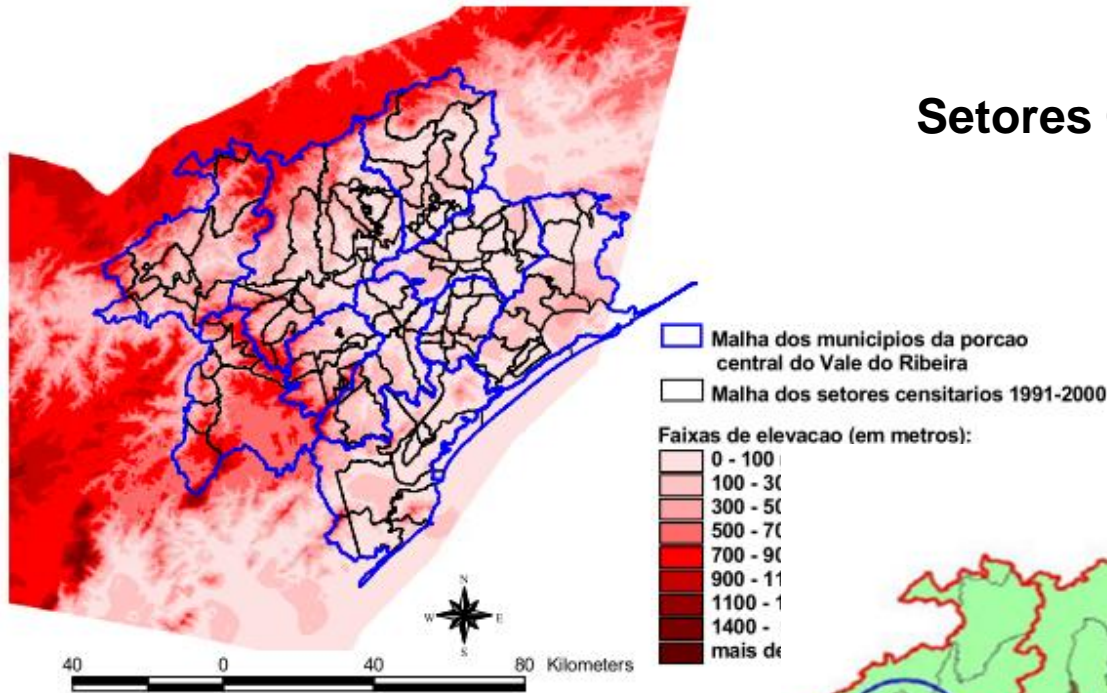 Setores
Malha dos municipios da porcao
central do Vale do Ribeira
Malha dos setores censitarios 1991-2000
Faixas de elevacao (em metros):
0 - 100
100 - 30
300 - 50
500 - 70
700 - 90
900 - 11
1100 - 1
1400 -
mais de
N
W E
S
40 0 40 80 Kilometers